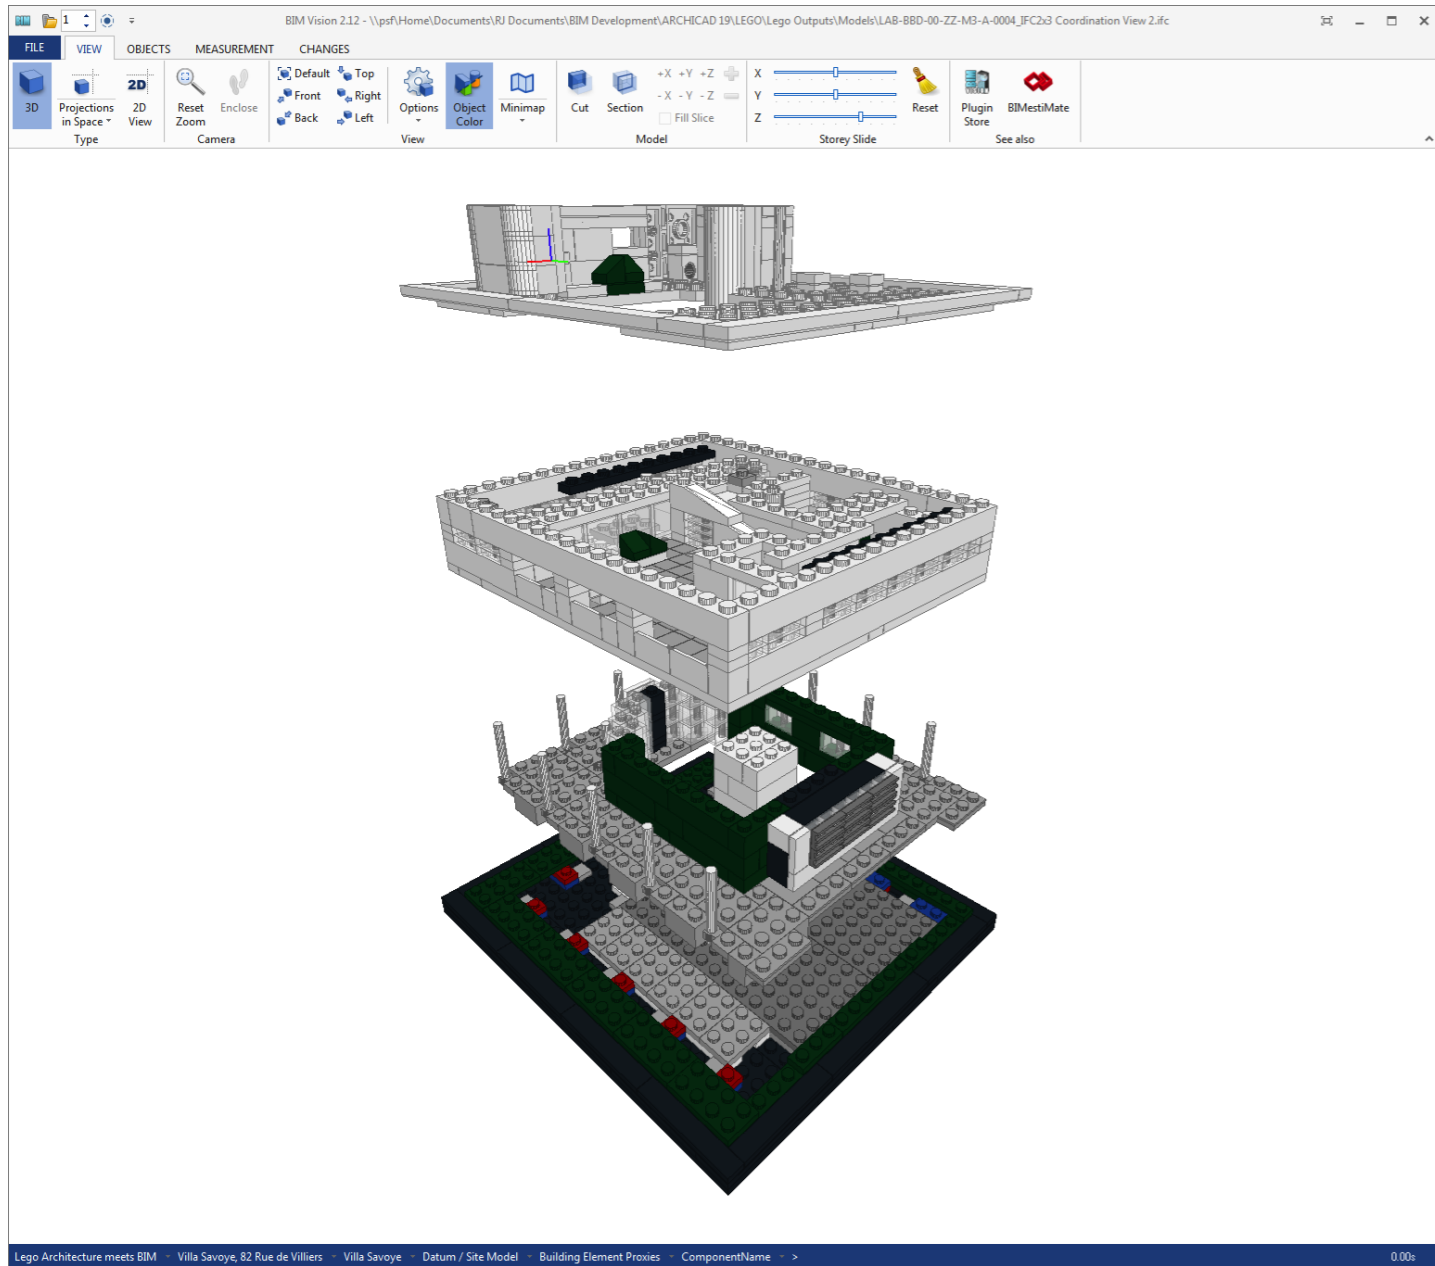 1
BIM Vision 2.12 - \\psf\Home\Documents\RJ Documents\BIM Development\ARCHICAD 19\LEGO\Lego Outputs\Models\LAB-BBD-00-ZZ-M3-A-0004_IFC2x3 Coordination View 2.ifc
FILE VIEW OBJECTS MEASUREMENT CHANGES
3D
Projections
in Space
2D
2D
View
Type
Reset
Zoom
Enclose
Camera
Default Top
Front Right
Back Left
Options
Object
Color
Minimap
View
Cut
Section
+X +Y +Z
-X -Y -Z
Fill Slice
Model
X
Y
Z
Reset
Storey Slide
Plugin
Store
BIMestiMate
See also
Lego Architecture meets BIM Villa Savoye, 82 Rue de Villiers Villa Savoye Datum / Site Model Building Element Proxies ComponentName > 0.00s